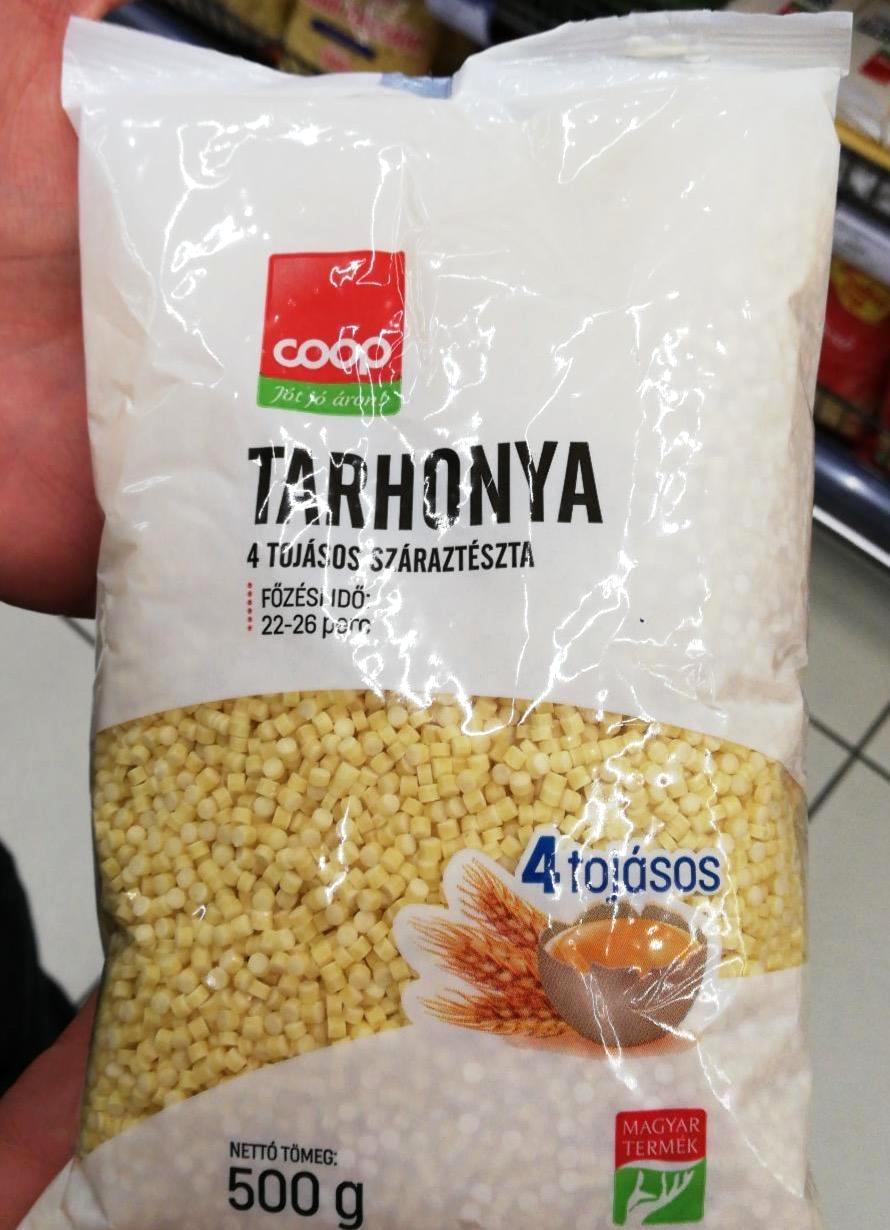 coop
Jót jó áron!
TARHONYA
4 TOJÁSOS SZÁRAZTÉSZTA
FŐZÉSI IDŐ:
22-26 perc
4 tojásos
NETTÓ TÖMEG:
500 g
MAGYAR
TERMÉK